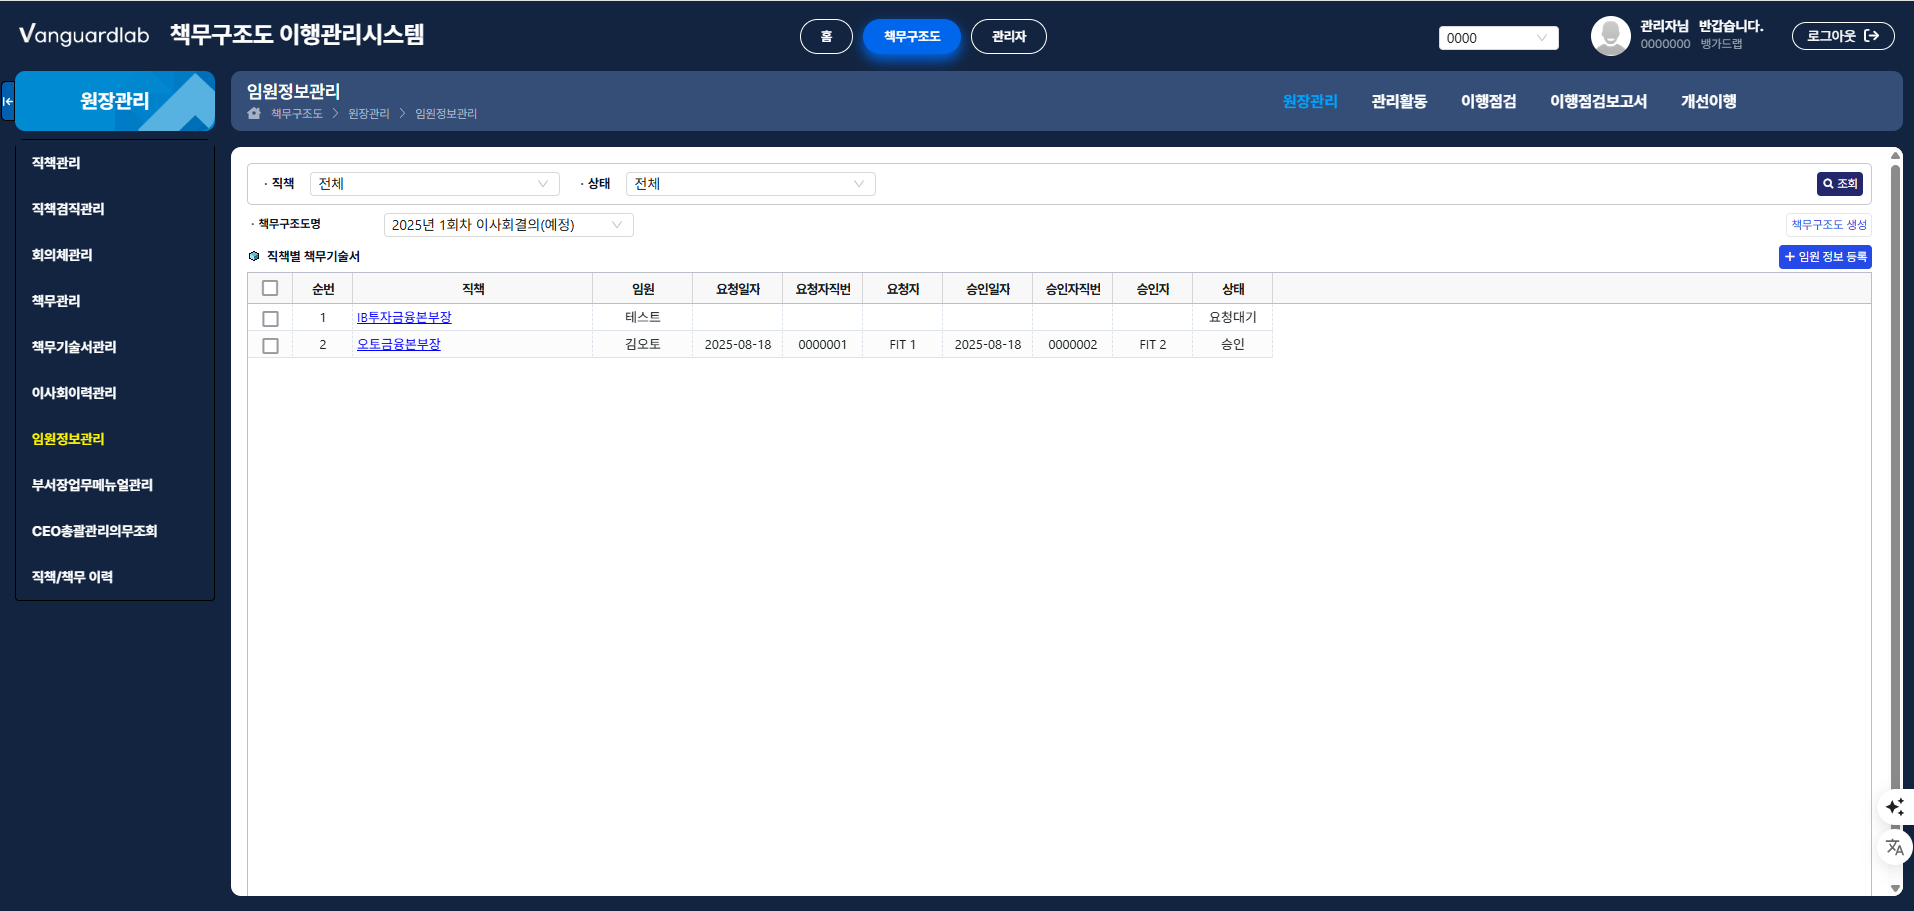 Vanguardlab 책무구조도 이행관리시스템
홈 책무구조도 관리자
0000
관리자님 반갑습니다.
0000000 뱅가드랩
로그아웃
원장관리
임원정보관리
책무구조도 > 원장관리 > 임원정보관리
원장관리 관리활동 이행점검 이행점검보고서 개선이행
직책관리
직책겸직관리
회의체관리
책무관리
책무기술서관리
이사회이력관리
임원정보관리
부서장업무메뉴얼관리
CEO총괄관리의무조회
직책/책무 이력
· 직책 전체 · 상태 전체 조회
· 책무구조도명 2025년 1회차 이사회결의(예정) 책무구조도 생성
직책별 책무기술서 + 임원 정보 등록
순번 직책 임원 요청일자 요청자직번 요청자 승인일자 승인자직번 승인자 상태
1 IB투자금융본부장 테스트 요청대기
2 오토금융본부장 김오토 2025-08-18 0000001 FIT 1 2025-08-18 0000002 FIT 2 승인